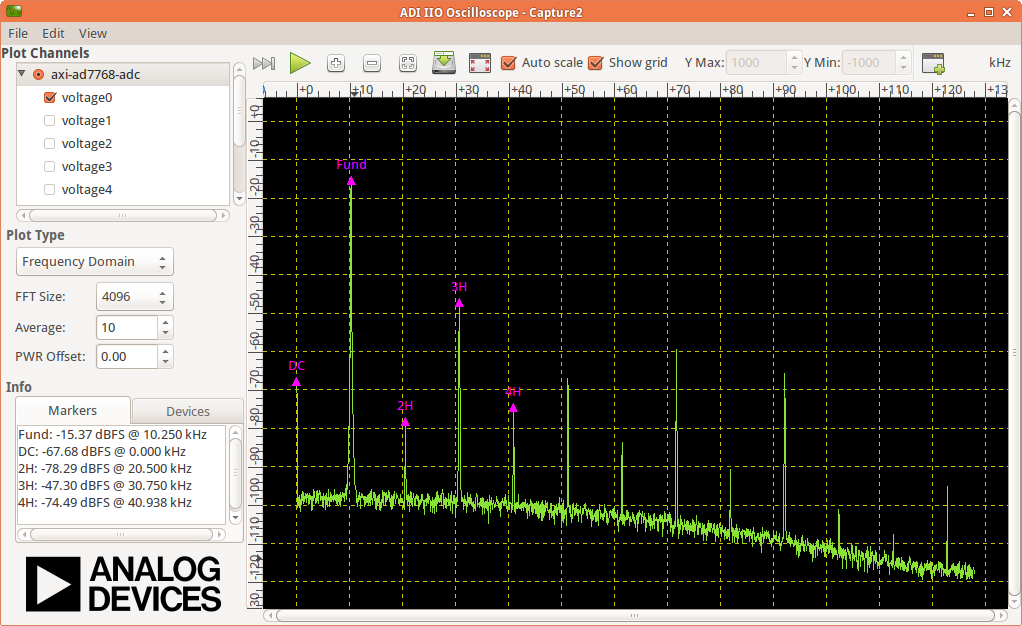 ADI IIO Oscilloscope - Capture2
File Edit View
Plot Channels
axi-ad7768-adc
voltage0
voltage1
voltage2
voltage3
voltage4
Plot Type
Frequency Domain
FFT Size: 4096
Average: 10
PWR Offset: 0.00
Info
Markers Devices
Fund: -15.37 dBFS @ 10.250 kHz
DC: -67.68 dBFS @ 0.000 kHz
2H: -78.29 dBFS @ 20.500 kHz
3H: -47.30 dBFS @ 30.750 kHz
4H: -74.49 dBFS @ 40.938 kHz
ANALOG
DEVICES
Auto scale Show grid Y Max: 1000 Y Min: -1000 kHz
+0 +10 +20 +30 +40 +50 +60 +70 +80 +90 +100 +110 +120 +13
+0
-10
-20
-30
-40
-50
-60
-70
-80
-90
-100
-110
-120
30
Fund
3H
DC
4H
2H